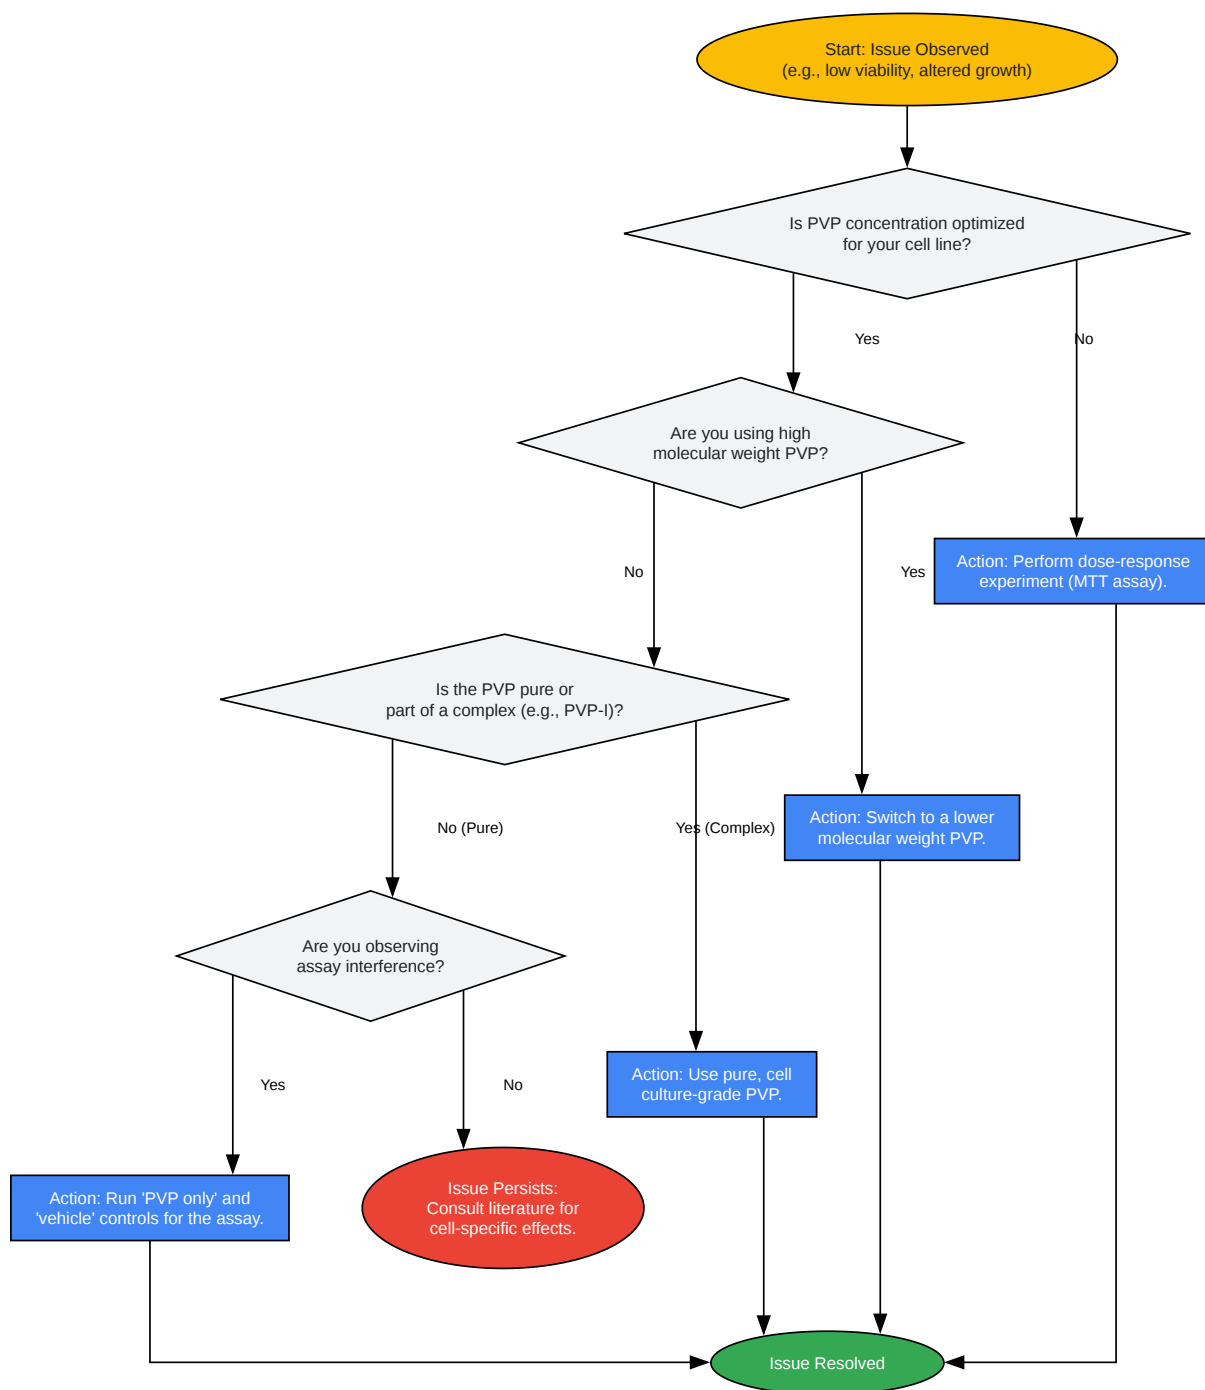 Start: Issue Observed
(e.g., low viability, altered growth)
Is PVP concentration optimized
for your cell line?
Yes
No
Are you using high
molecular weight PVP?
No
Yes
Action: Perform dose-response
experiment (MTT assay).
Is the PVP pure or
part of a complex (e.g., PVP-I)?
No (Pure)
Yes (Complex)
Action: Switch to a lower
molecular weight PVP.
Are you observing
assay interference?
Yes
No
Action: Use pure, cell
culture-grade PVP.
Action: Run 'PVP only' and
'vehicle' controls for the assay.
Issue Persists:
Consult literature for
cell-specific effects.
Issue Resolved